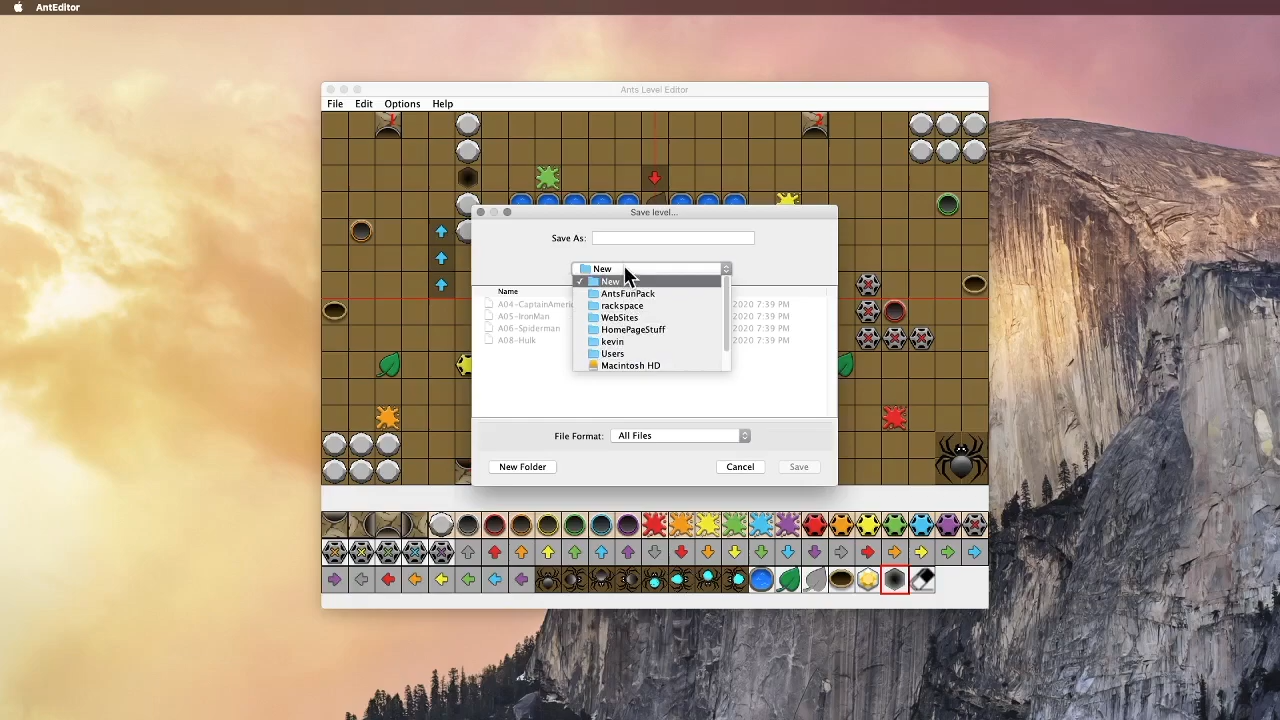 AntEditor
Ants Level Editor
File Edit Options Help
Save level...
Save As:
New
✓ New
AntsFunPack
rackspace
WebSites
HomePageStuff
kevin
Users
Macintosh HD
Name
A04-CaptainAmeri
2020 7:39 PM
A05-IronMan
2020 7:39 PM
A06-Spiderman
2020 7:39 PM
A08-Hulk
2020 7:39 PM
File Format: All Files
New Folder Cancel Save